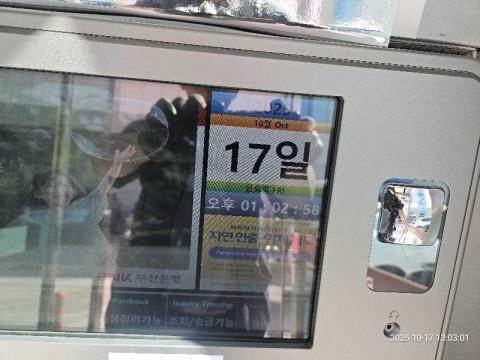 2025
10월 Oct
17일
오후 01 : 02 : 58
BNK 부산은행
Passbook
Inquiry Transfer
통장정리가능
조회/송금가능
2025-10-17 13:03:01